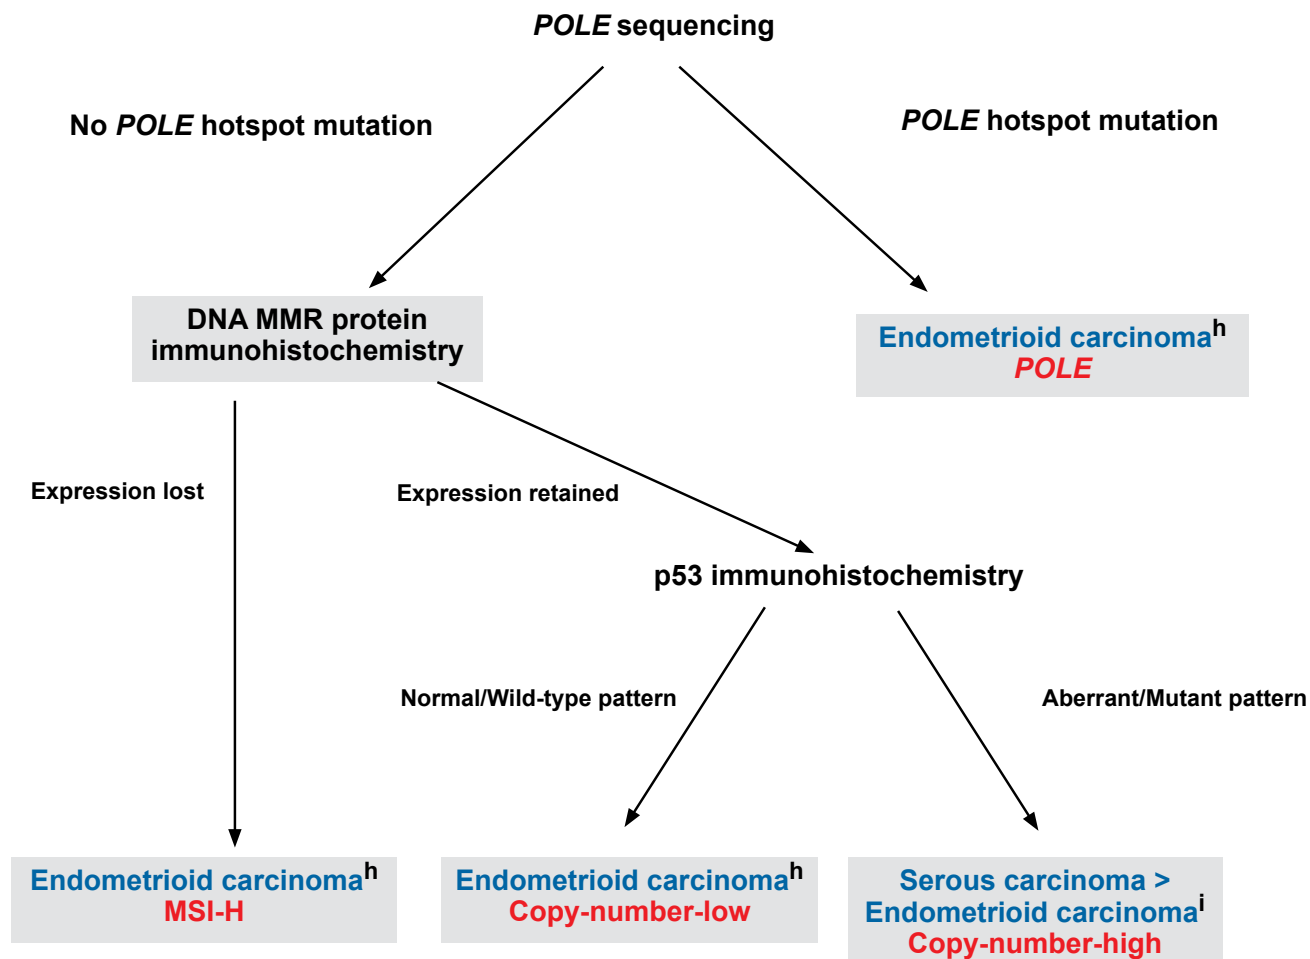 POLE sequencing
No POLE hotspot mutation
POLE hotspot mutation
DNA MMR protein
immunohistochemistry
Endometrioid carcinomaʰ
POLE
Expression lost
Expression retained
p53 immunohistochemistry
Normal/Wild-type pattern
Aberrant/Mutant pattern
Endometrioid carcinomaʰ
MSI-H
Endometrioid carcinomaʰ
Copy-number-low
Serous carcinoma >
Endometrioid carcinomaⁱ
Copy-number-high